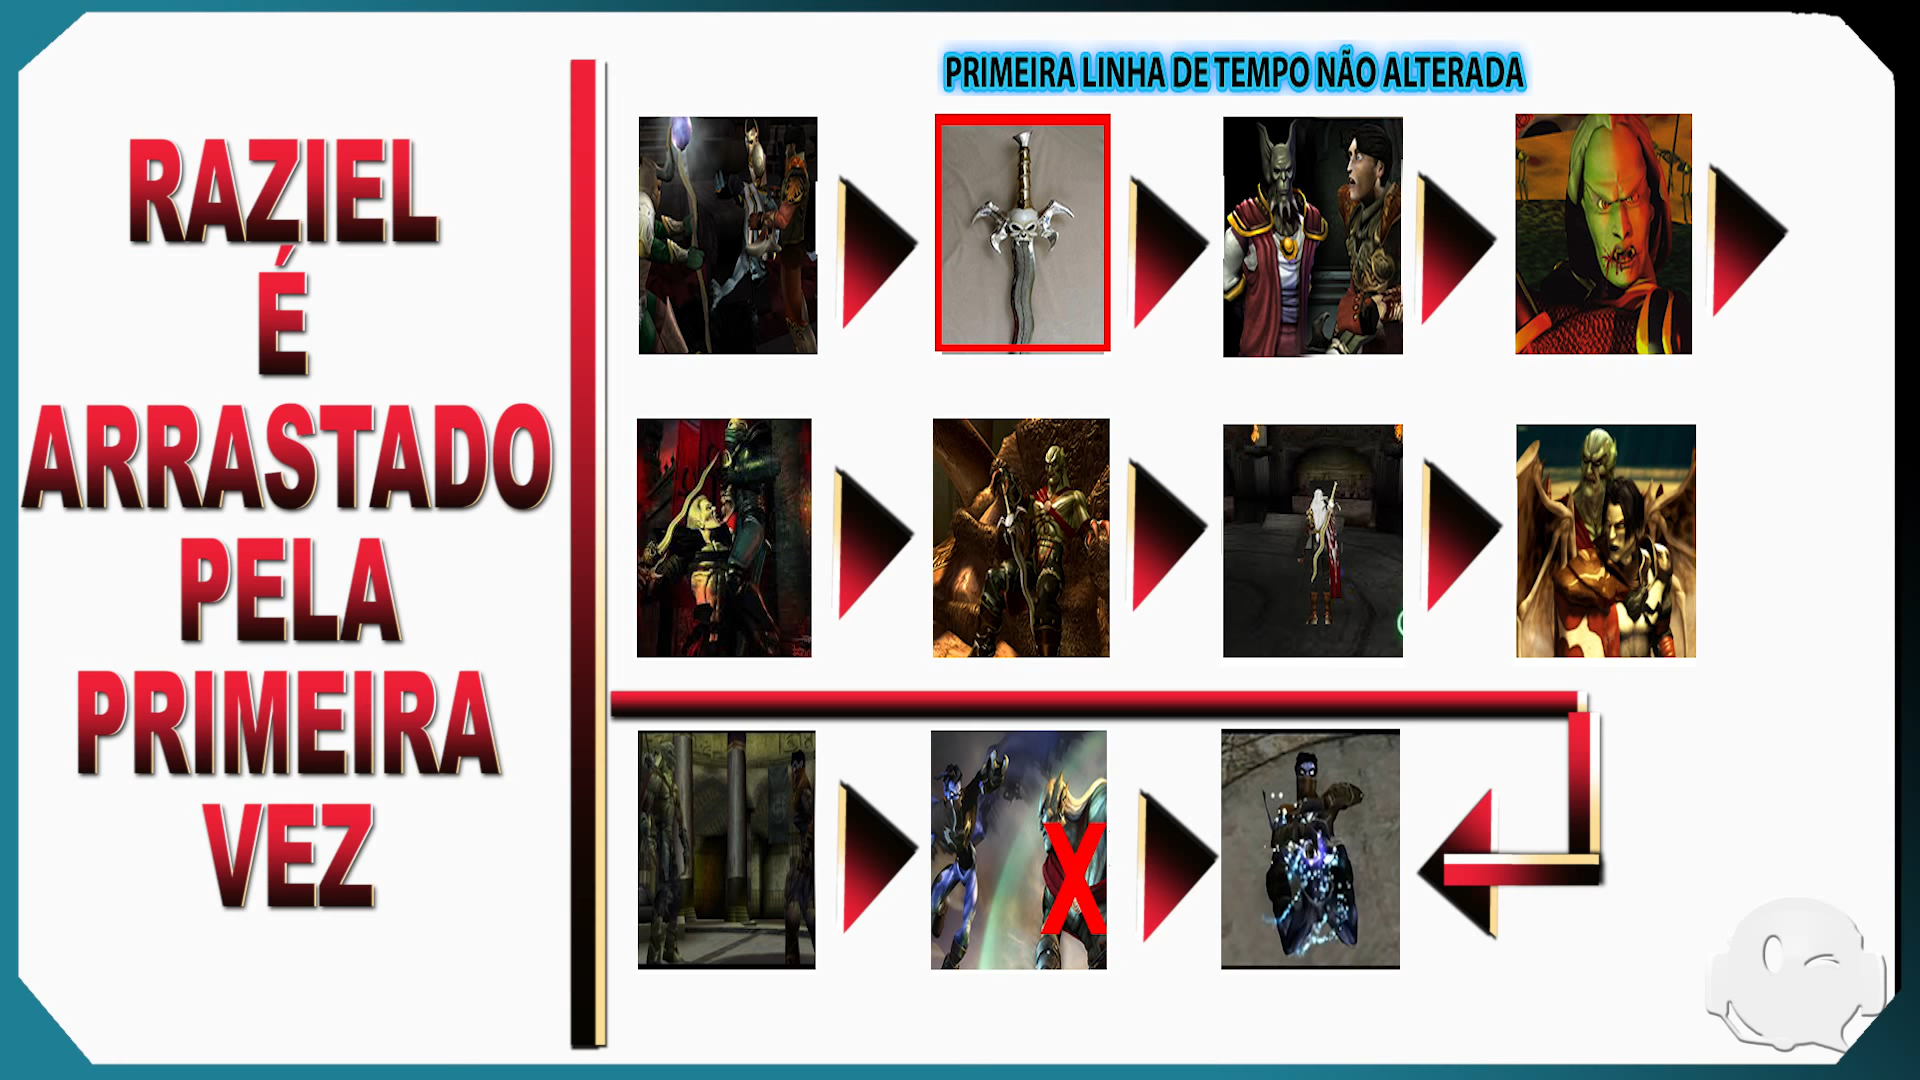 PRIMEIRA LINHA DE TEMPO NÃO ALTERADA
RAZIEL
É
ARRASTADO
PELA
PRIMEIRA
VEZ
X